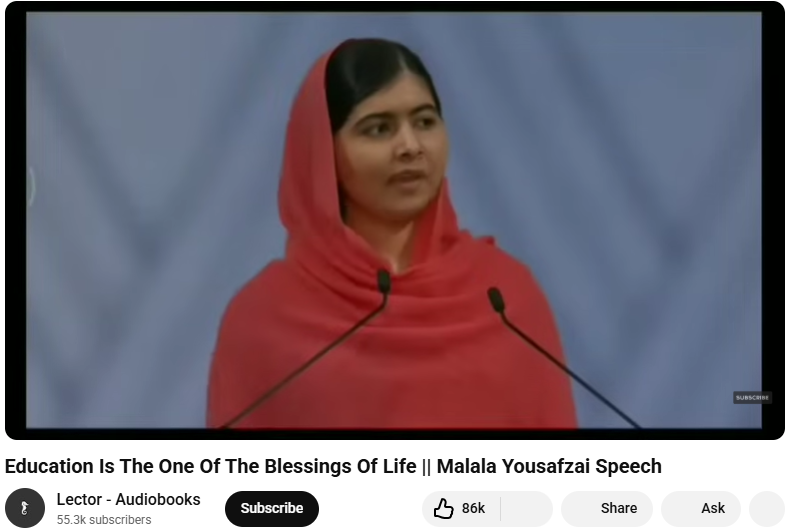 SUBSCRIBE
Education Is The One Of The Blessings Of Life || Malala Yousafzai Speech
Lector - Audiobooks
55.3k subscribers
Subscribe
86k
Share
Ask